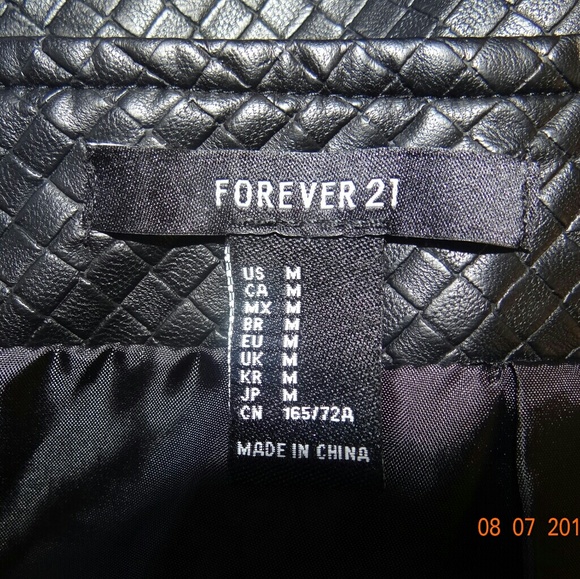 FOREVER 21
US M
CA M
MX M
BR M
EU M
UK M
KR M
JP M
CN 165/72A
MADE IN CHINA
08 07 201